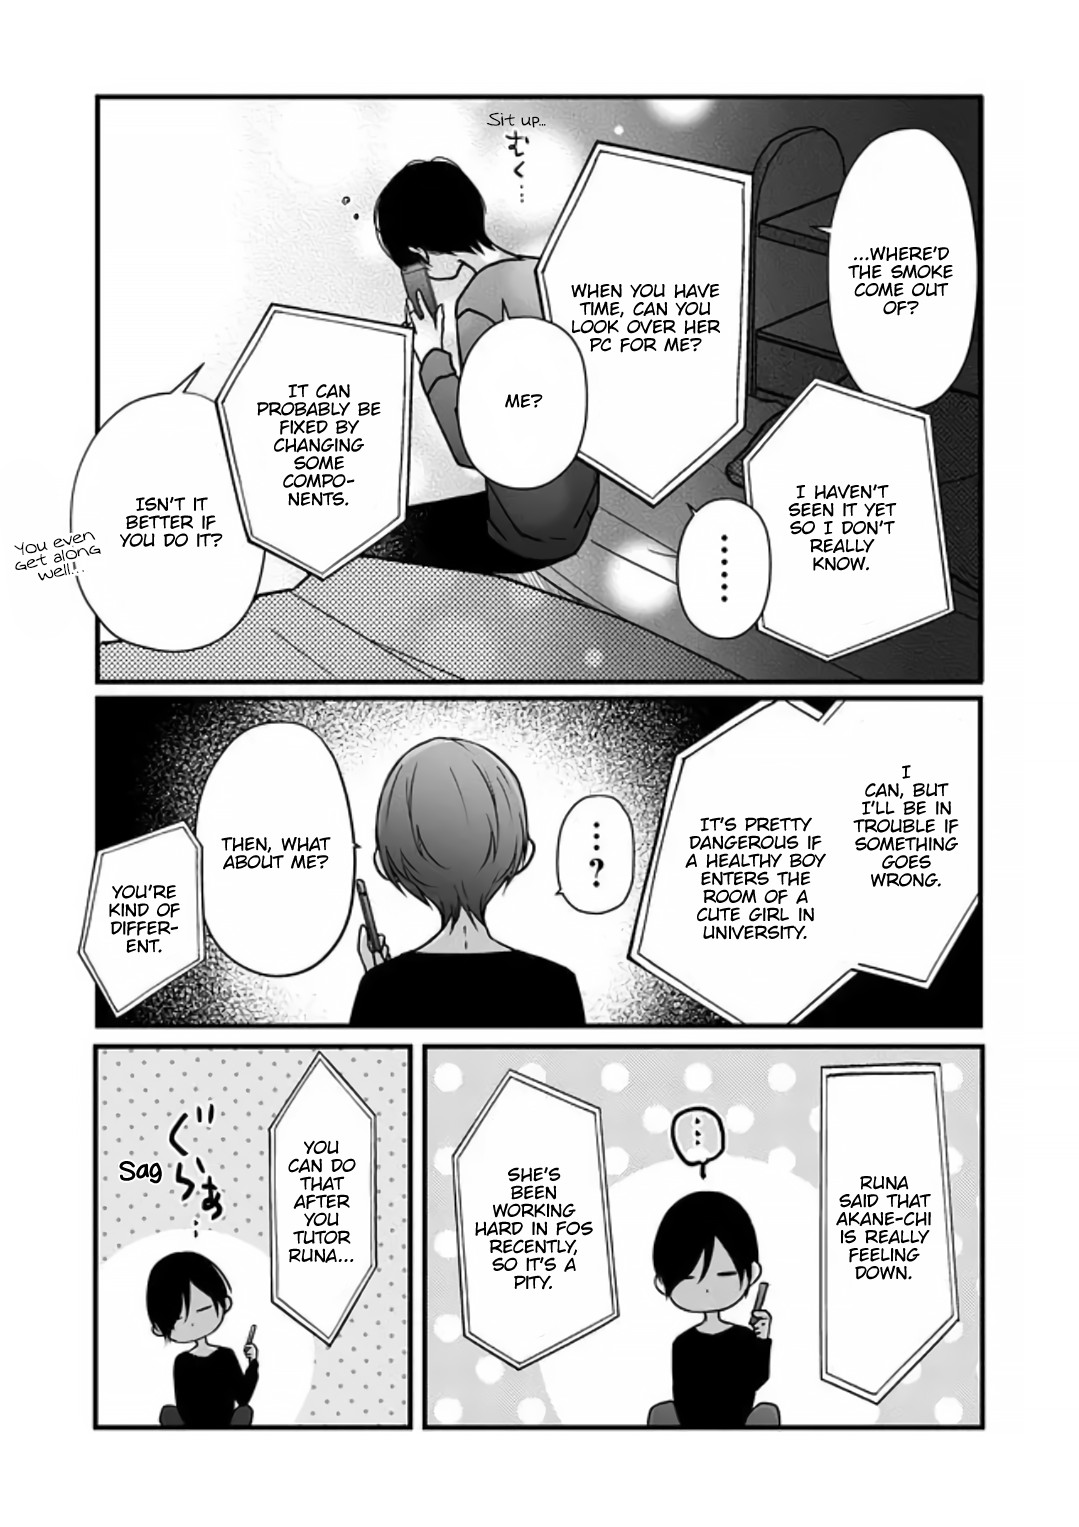 Sit up...
むく…
...WHERE'D
THE SMOKE
COME OUT
OF?
I HAVEN'T
SEEN IT YET
SO I DON'T
REALLY
KNOW.
.......
WHEN YOU HAVE
TIME, CAN YOU
LOOK OVER HER
PC FOR ME?
ME?
IT CAN
PROBABLY BE
FIXED BY
CHANGING
SOME
COMPO-
NENTS.
ISN'T IT
BETTER IF
YOU DO IT?
You even
get along
well...
I
CAN, BUT
I'LL BE IN
TROUBLE IF
SOMETHING
GOES
WRONG.
IT'S PRETTY
DANGEROUS IF
A HEALTHY BOY
ENTERS THE
ROOM OF A
CUTE GIRL IN
UNIVERSITY.
....?
THEN, WHAT
ABOUT ME?
YOU'RE
KIND OF
DIFFER-
ENT.
RUNA
SAID THAT
AKANE-CHI
IS REALLY
FEELING
DOWN.
....
SHE'S
BEEN
WORKING
HARD IN FOS
RECENTLY,
SO IT'S A
PITY.
YOU
CAN DO
THAT
AFTER
YOU
TUTOR
RUNA...
ぐらぁ…
Sag